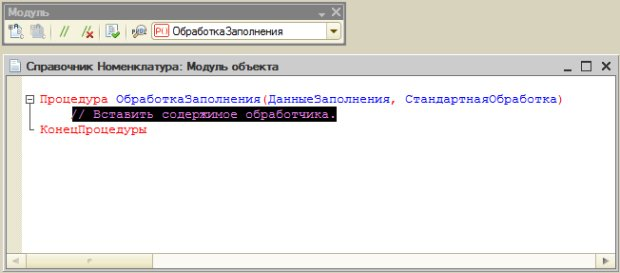 Модуль
ОбработкаЗаполнения
Справочник Номенклатура: Модуль объекта
Процедура ОбработкаЗаполнения(ДанныеЗаполнения, СтандартнаяОбработка)
// Вставить содержимое обработчика.
КонецПроцедуры